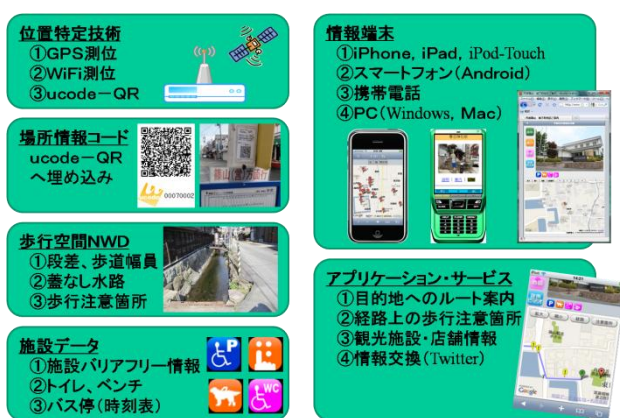 位置特定技術
①GPS測位
②WiFi測位
③ucode-QR
場所情報コード
ucode-QR
へ埋め込み
00070002
歩行空間NWD
①段差、歩道幅員
②蓋なし水路
③歩行注意箇所
施設データ
①施設バリアフリー情報
②トイレ、ベンチ
③バス停(時刻表)
P
WC
情報端末
①iPhone, iPad, iPod-Touch
②スマートフォン(Android)
③携帯電話
④PC(Windows, Mac)
アプリケーション・サービス
①目的地へのルート案内
②経路上の歩行注意箇所
③観光施設・店舗情報
④情報交換(Twitter)